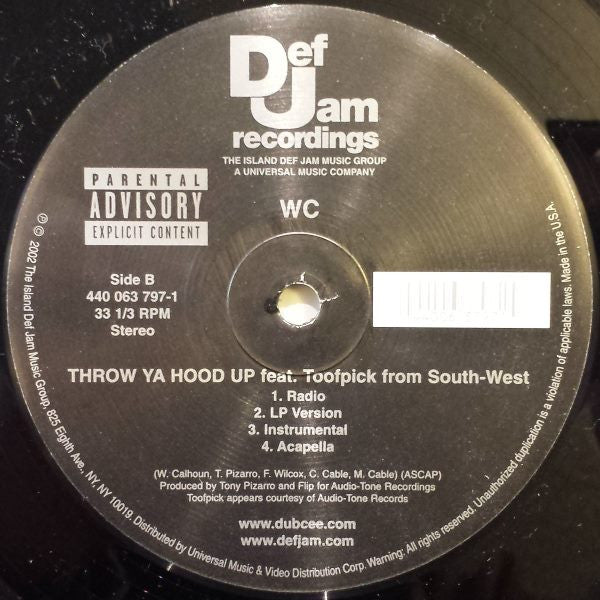 Def
Jam
recordings
THE ISLAND DEF JAM MUSIC GROUP
A UNIVERSAL MUSIC COMPANY
PARENTAL
ADVISORY
EXPLICIT CONTENT
WC
Side B
440 063 797-1
33 1/3 RPM
Stereo
THROW YA HOOD UP feat. Toofpick from South-West
1. Radio
2. LP Version
3. Instrumental
4. Acapella
(W. Calhoun, T. Pizarro, F. Wilcox, C. Cable, M. Cable) (ASCAP)
Produced by Tony Pizarro and Flip for Audio-Tone Recordings
Toofpick appears courtesy of Audio-Tone Records
www.dubcee.com
www.defjam.com
℗ © 2002 The Island Def Jam Music Group, 825 Eighth Ave., NY, NY 10019. Distributed by Universal Music & Video Distribution Corp. Warning: All rights reserved. Unauthorized duplication is a violation of applicable laws. Made in the U.S.A.